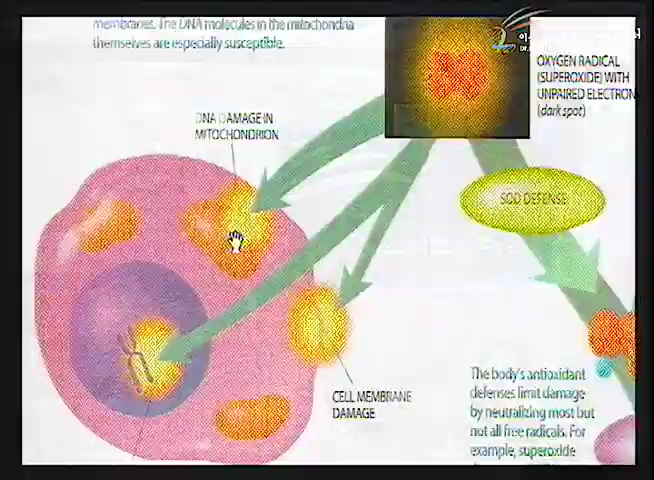 membranes. The DNA molecules in the mitochondria
themselves are especially susceptible.
OXYGEN RADICAL
(SUPEROXIDE) WITH
UNPAIRED ELECTRON
(dark spot)
DNA DAMAGE IN
MITOCHONDRION
SOD DEFENSE
CELL MEMBRANE
DAMAGE
The body's antioxidant
defenses limit damage
by neutralizing most but
not all free radicals. For
example, superoxide